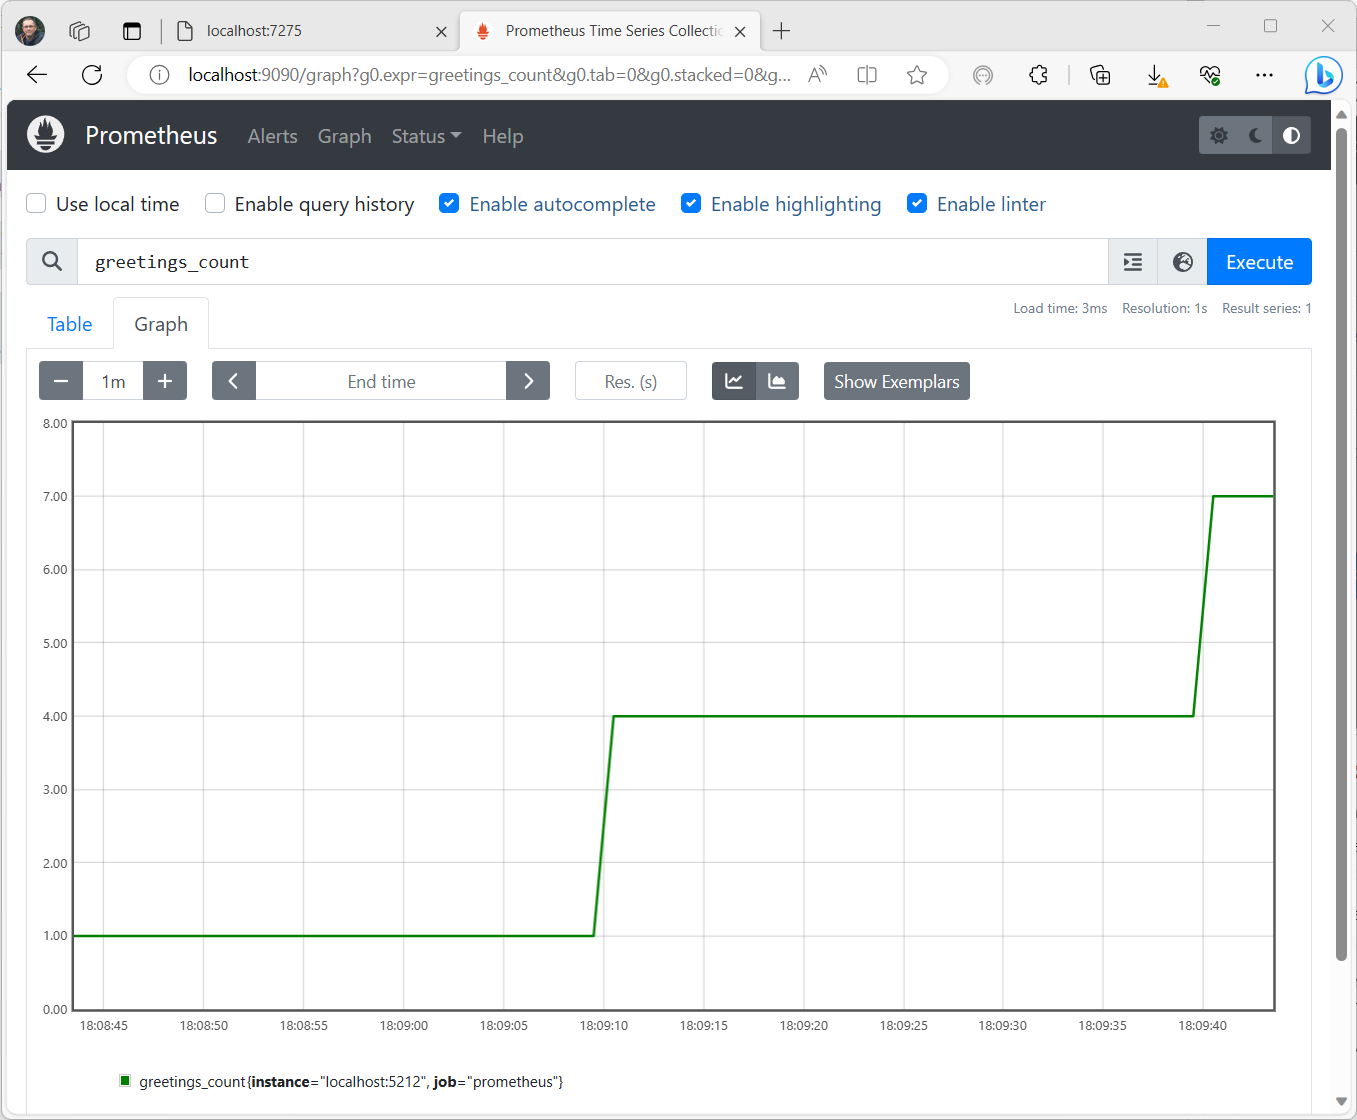 localhost:7275
Prometheus Time Series Collectio
localhost:9090/graph?g0.expr=greetings_count&g0.tab=0&g0.stacked=0&g...
Prometheus Alerts Graph Status Help
Use local time Enable query history Enable autocomplete Enable highlighting Enable linter
greetings_count Execute
Table Graph Load time: 3ms Resolution: 1s Result series: 1
1m End time Res. (s) Show Exemplars
8.00
7.00
6.00
5.00
4.00
3.00
2.00
1.00
0.00
18:08:45 18:08:50 18:08:55 18:09:00 18:09:05 18:09:10 18:09:15 18:09:20 18:09:25 18:09:30 18:09:35 18:09:40
greetings_count{instance="localhost:5212", job="prometheus"}